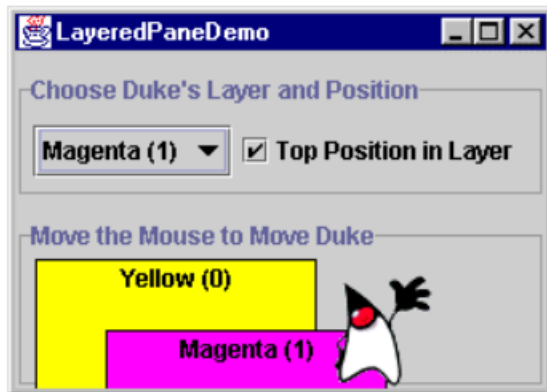 LayeredPaneDemo
Choose Duke's Layer and Position
Magenta (1) Top Position in Layer
Move the Mouse to Move Duke
Yellow (0)
Magenta (1)